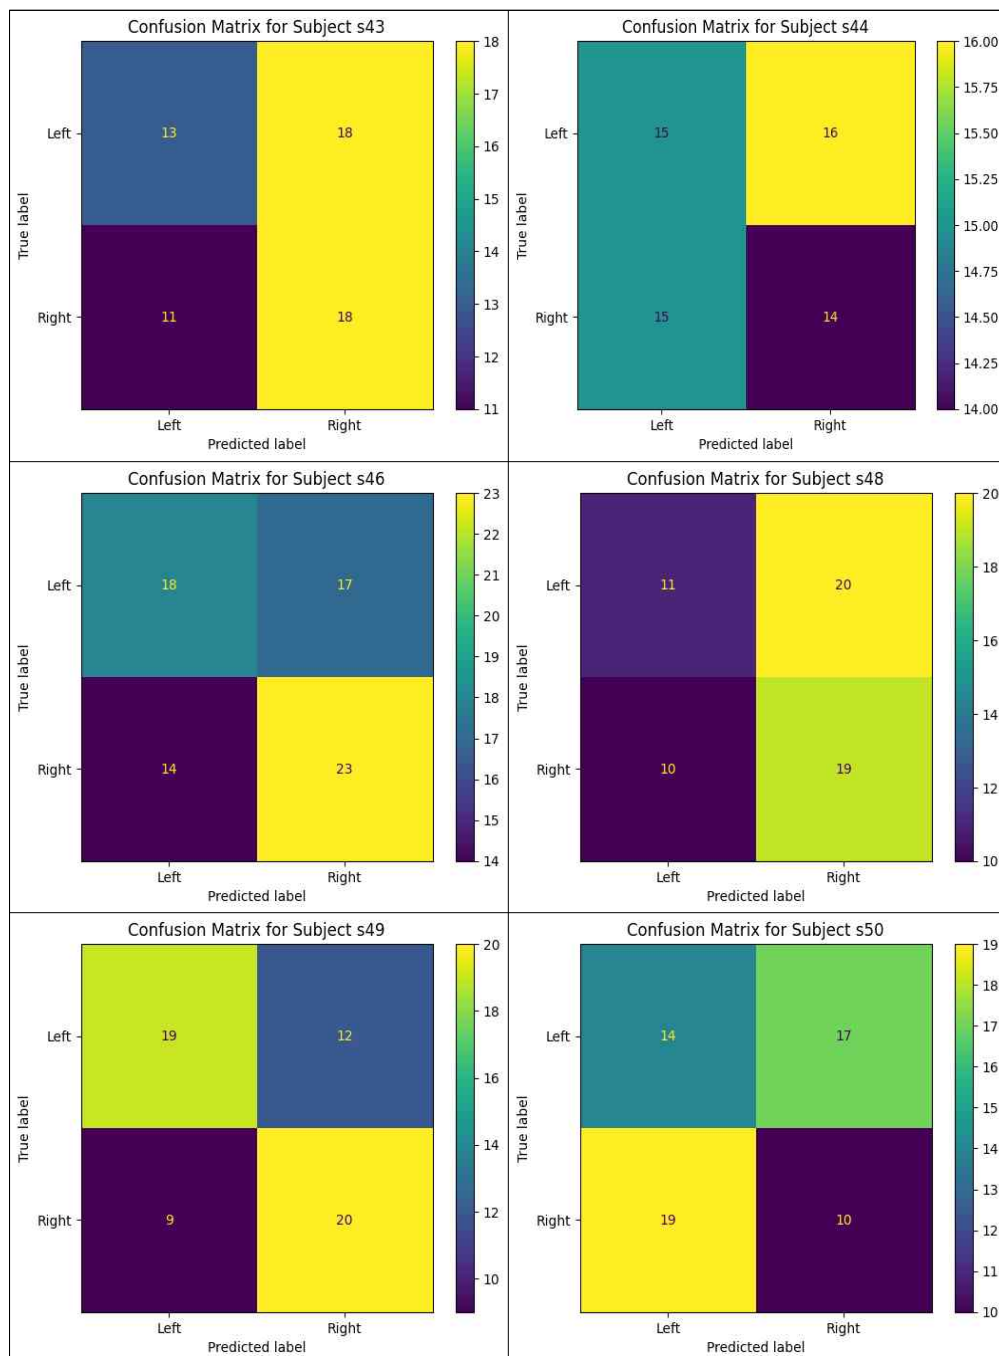 Confusion Matrix for Subject s43
True label
Left
Right
13
18
11
18
Left
Right
Predicted label
18
17
16
15
14
13
12
11
Confusion Matrix for Subject s44
True label
Left
Right
15
16
15
14
Left
Right
Predicted label
16.00
15.75
15.50
15.25
15.00
14.75
14.50
14.25
14.00
Confusion Matrix for Subject s46
True label
Left
Right
18
17
14
23
Left
Right
Predicted label
23
22
21
20
19
18
17
16
15
14
Confusion Matrix for Subject s48
True label
Left
Right
11
20
10
19
Left
Right
Predicted label
20
18
16
14
12
10
Confusion Matrix for Subject s49
True label
Left
Right
19
12
9
20
Left
Right
Predicted label
20
18
16
14
12
10
Confusion Matrix for Subject s50
True label
Left
Right
14
17
19
10
Left
Right
Predicted label
19
18
17
16
15
14
13
12
11
10